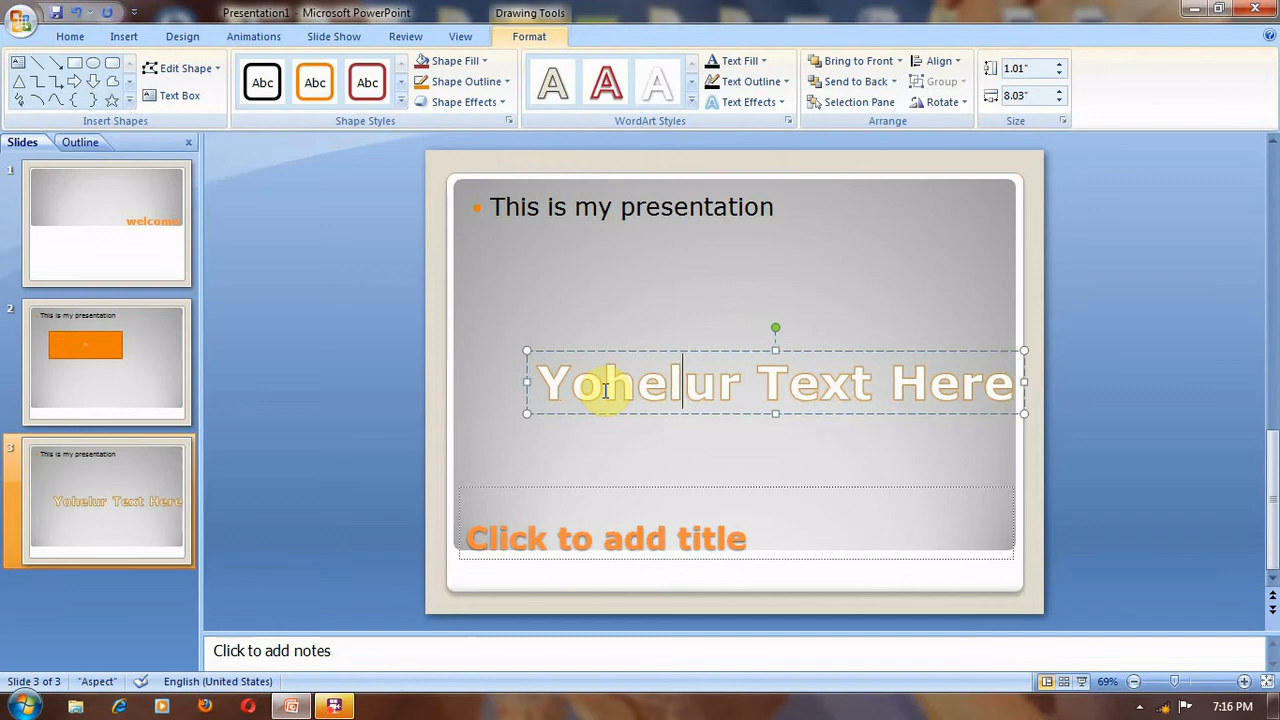 Presentation1 - Microsoft PowerPoint
Drawing Tools
Home Insert Design Animations Slide Show Review View Format
Edit Shape
Text Box
Insert Shapes
Abc Abc Abc
Shape Fill
Shape Outline
Shape Effects
Shape Styles
A A A
Text Fill
Text Outline
Text Effects
WordArt Styles
Bring to Front
Send to Back
Selection Pane
Align
Group
Rotate
Arrange
1.01"
8.03"
Size
Slides Outline
1
welcome
2
This is my presentation
3
This is my presentation
Yohelur Text Here
This is my presentation
Yohelur Text Here
Click to add title
Click to add notes
Slide 3 of 3 "Aspect" English (United States) 69%
7:16 PM